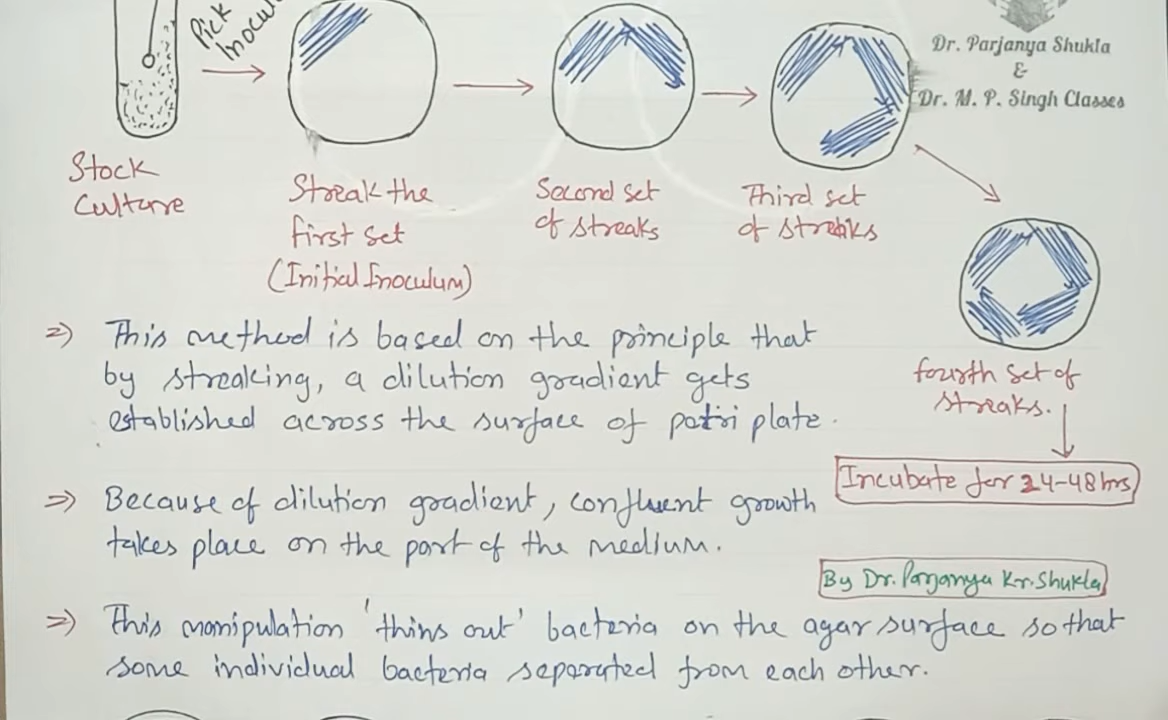 Pick
Inocu
Dr. Parjanya Shukla
&
Dr. M. P. Singh Classes
Stock
Culture
Streak the
first set
(Initial Inoculum)
Second set
of streaks
Third set
of streaks
fourth set of
streaks.
Incubate for 24-48 hrs
=> This method is based on the principle that
by streaking, a dilution gradient gets
established across the surface of petri plate.
=> Because of dilution gradient, confluent growth
takes place on the part of the medium.
By Dr. Parjanya Kr. Shukla
=> This manipulation 'thins out' bacteria on the agar surface so that
some individual bacteria separated from each other.